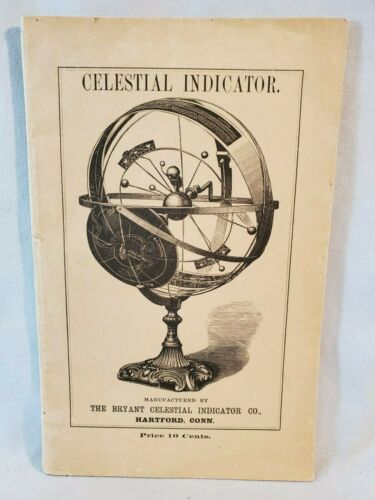 CELESTIAL INDICATOR.
MANUFACTURED BY
THE BRYANT CELESTIAL INDICATOR CO.,
HARTFORD, CONN.
Price 10 Cents.